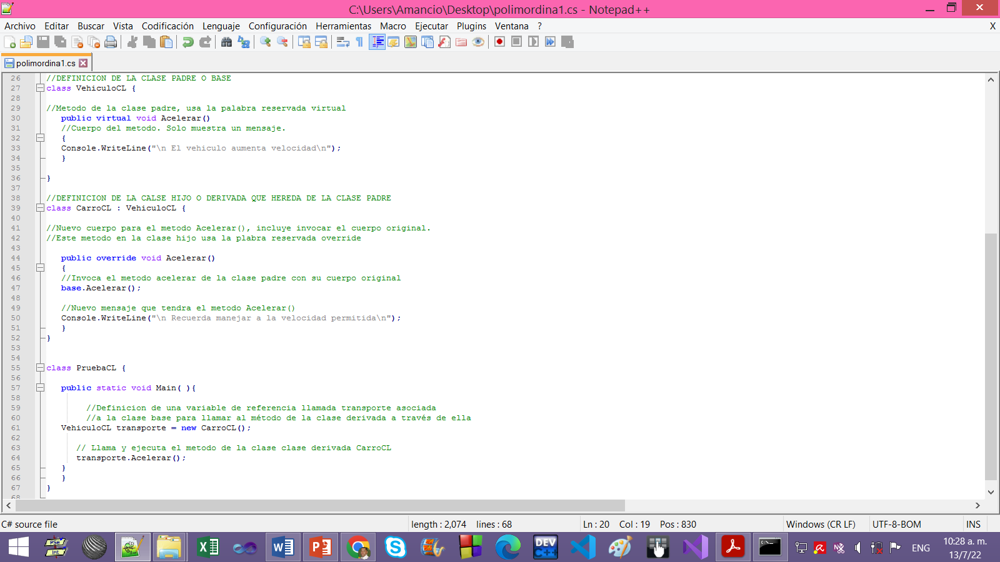 C:\Users\Amancio\Desktop\polimordina1.cs - Notepad++
Archivo Editar Buscar Vista Codificación Lenguaje Configuración Herramientas Macro Ejecutar Plugins Ventana ? X
polimordina1.cs
26 //DEFINICION DE LA CLASE PADRE O BASE
27 class VehiculoCL {
28
29 //Metodo de la clase padre, usa la palabra reservada virtual
30 public virtual void Acelerar()
31 //Cuerpo del metodo. Solo muestra un mensaje.
32 {
33 Console.WriteLine("\n El vehiculo aumenta velocidad\n");
34 }
35
36 }
37
38 //DEFINICION DE LA CALSE HIJO O DERIVADA QUE HEREDA DE LA CLASE PADRE
39 class CarroCL : VehiculoCL {
40
41 //Nuevo cuerpo para el metodo Acelerar(), incluye invocar el cuerpo original.
42 //Este metodo en la clase hijo usa la plabra reservada override
43
44 public override void Acelerar()
45 {
46 //Invoca el metodo acelerar de la clase padre con su cuerpo original
47 base.Acelerar();
48
49 //Nuevo mensaje que tendra el metodo Acelerar()
50 Console.WriteLine("\n Recuerda manejar a la velocidad permitida\n");
51 }
52 }
53
54
55 class PruebaCL {
56
57 public static void Main( ){
58
59 //Definicion de una variable de referencia llamada transporte asociada
60 //a la clase base para llamar al método de la clase derivada a través de ella
61 VehiculoCL transporte = new CarroCL();
62
63 // Llama y ejecuta el metodo de la clase clase derivada CarroCL
64 transporte.Acelerar();
65 }
66 }
67 }
68
C# source file length : 2,074 lines : 68 Ln : 20 Col : 19 Pos : 830 Windows (CR LF) UTF-8-BOM INS
PSe Int DEV C++ ENG 10:28 a. m.
13/7/22